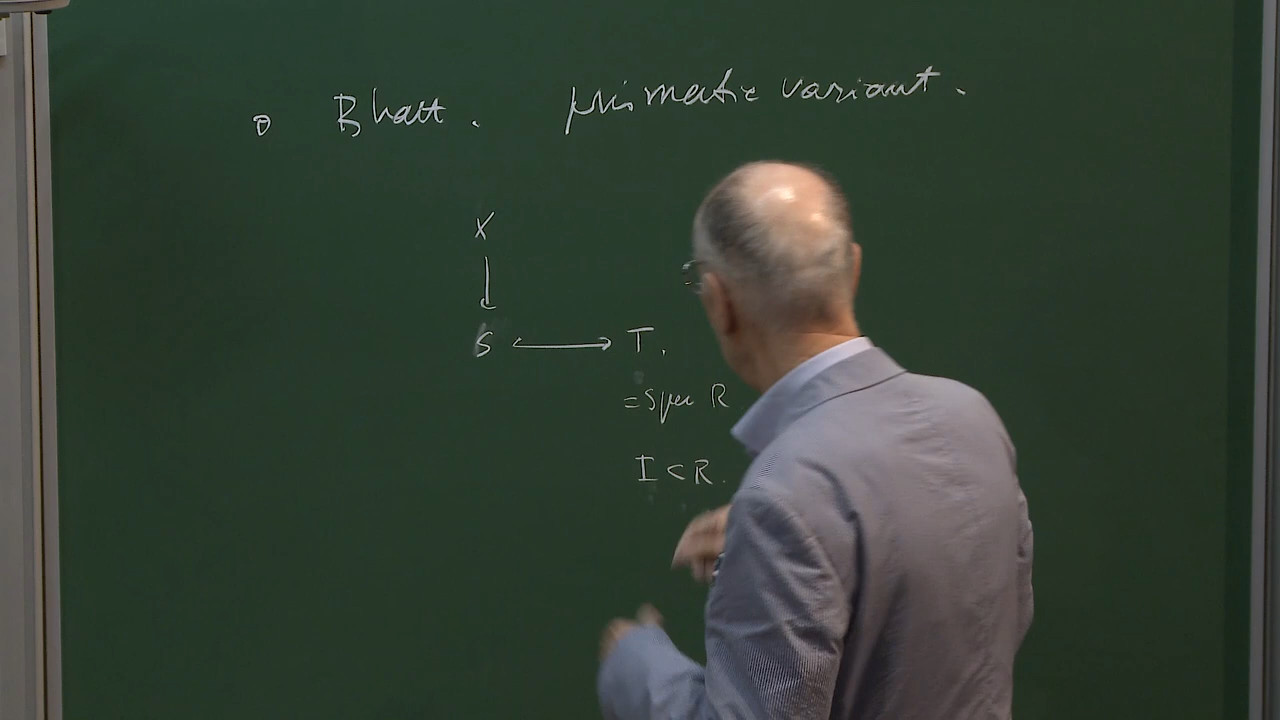 o Bhatt. prismatic variant.
X
↓
S ↪ T.
= Spec R
I ⊂ R.